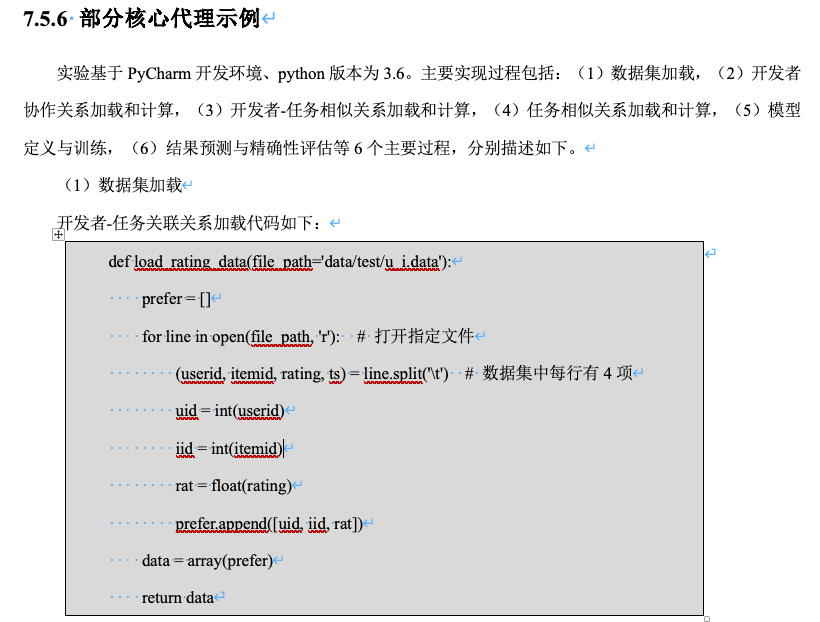 7.5.6 部分核心代理示例
实验基于 PyCharm 开发环境、python 版本为 3.6。主要实现过程包括：（1）数据集加载，（2）开发者
协作关系加载和计算，（3）开发者-任务相似关系加载和计算，（4）任务相似关系加载和计算，（5）模型
定义与训练，（6）结果预测与精确性评估等 6 个主要过程，分别描述如下。
（1）数据集加载
开发者-任务关联关系加载代码如下：
def load_rating_data(file_path='data/test/u_i.data'):
prefer = []
for line in open(file_path, 'r'):  # 打开指定文件
(userid, itemid, rating, ts) = line.split('\t')  # 数据集中每行有 4 项
uid = int(userid)
iid = int(itemid)
rat = float(rating)
prefer.append([uid, iid, rat])
data = array(prefer)
return data